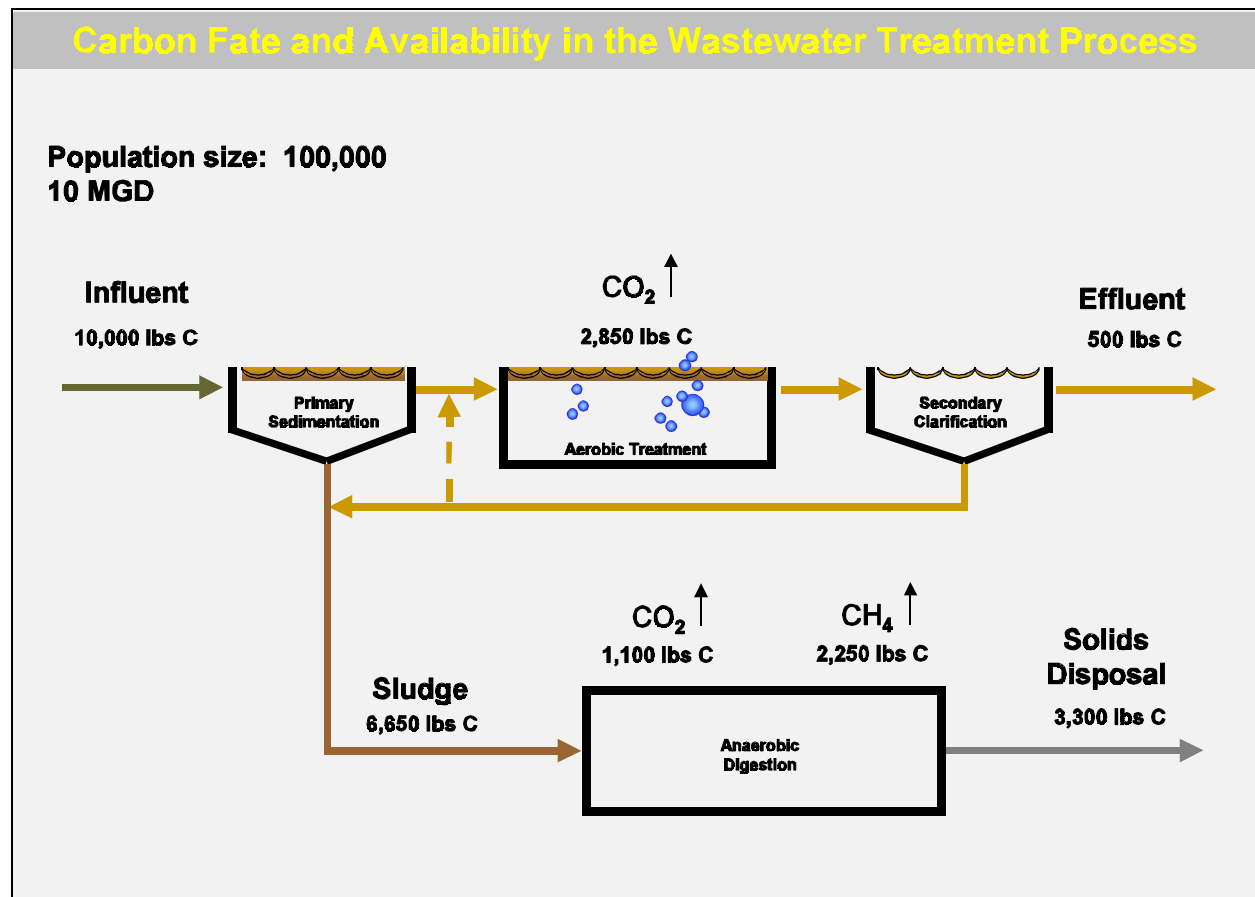 Carbon Fate and Availability in the Wastewater Treatment Process
Population size: 100,000
10 MGD
Influent
10,000 lbs C
CO₂
2,850 lbs C
Effluent
500 lbs C
Primary
Sedimentation
Aerobic Treatment
Secondary
Clarification
CO₂
1,100 lbs C
CH₄
2,250 lbs C
Solids
Disposal
3,300 lbs C
Sludge
6,650 lbs C
Anaerobic
Digestion